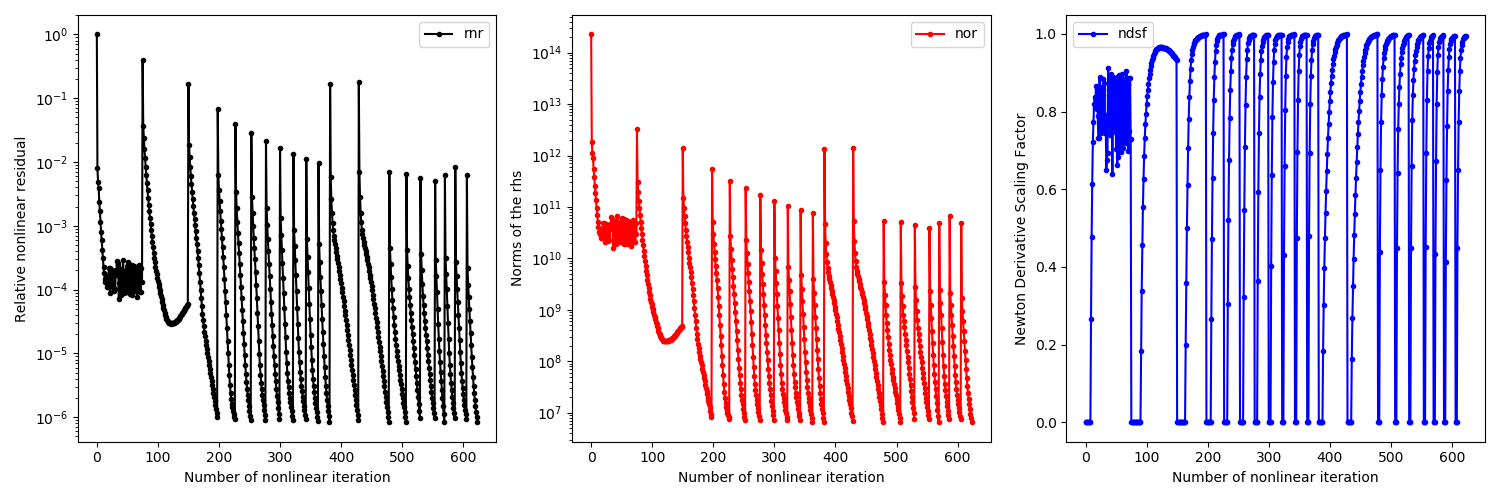 Relative nonlinear residual
10^0
10^-1
10^-2
10^-3
10^-4
10^-5
10^-6
0 100 200 300 400 500 600
Number of nonlinear iteration
rnr
Norms of the rhs
10^14
10^13
10^12
10^11
10^10
10^9
10^8
10^7
0 100 200 300 400 500 600
Number of nonlinear iteration
nor
Newton Derivative Scaling Factor
1.0
0.8
0.6
0.4
0.2
0.0
0 100 200 300 400 500 600
Number of nonlinear iteration
ndsf